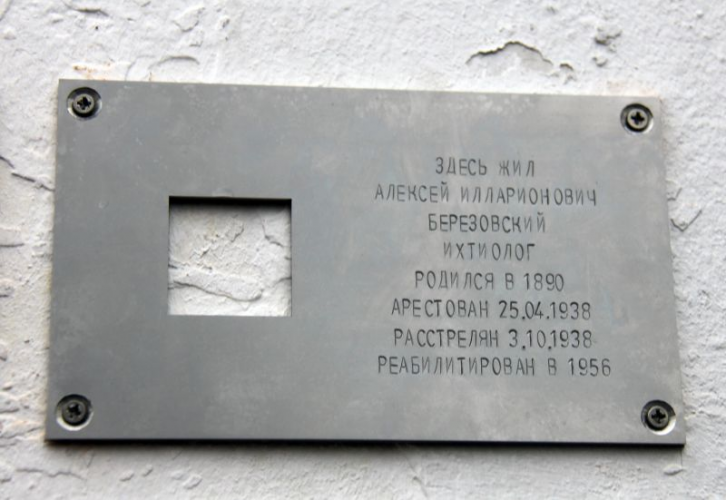 ЗДЕСЬ ЖИЛ
АЛЕКСЕЙ ИЛЛАРИОНОВИЧ
БЕРЕЗОВСКИЙ
ИХТИОЛОГ
РОДИЛСЯ В 1890
АРЕСТОВАН 25.04.1938
РАССТРЕЛЯН 3.10.1938
РЕАБИЛИТИРОВАН В 1956